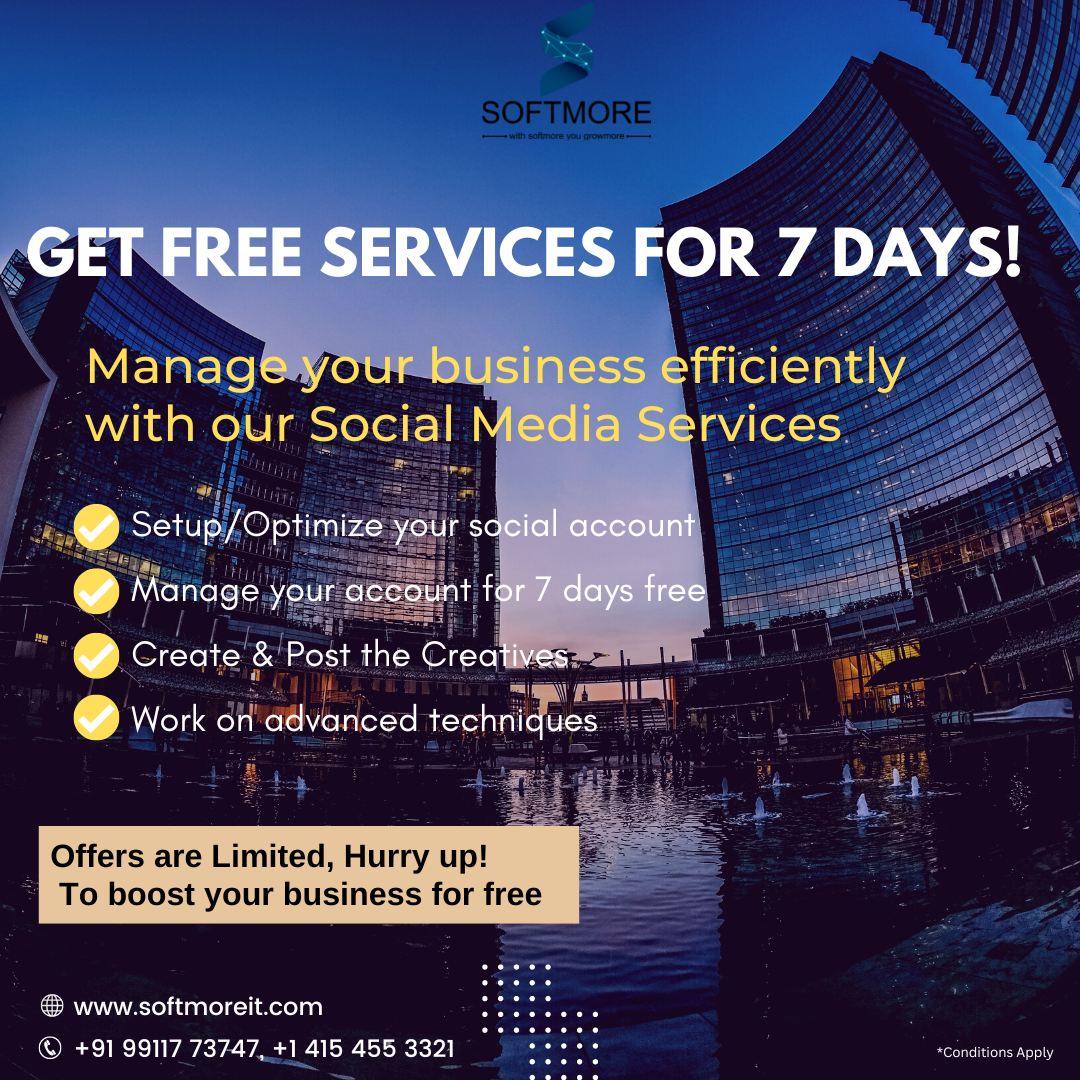 SOFTMORE
with softmore you growmore
GET FREE SERVICES FOR 7 DAYS!
Manage your business efficiently
with our Social Media Services
Setup/Optimize your social account
Manage your account for 7 days free
Create & Post the Creatives
Work on advanced techniques
Offers are Limited, Hurry up!
To boost your business for free
www.softmoreit.com
+91 99117 73747, +1 415 455 3321
*Conditions Apply